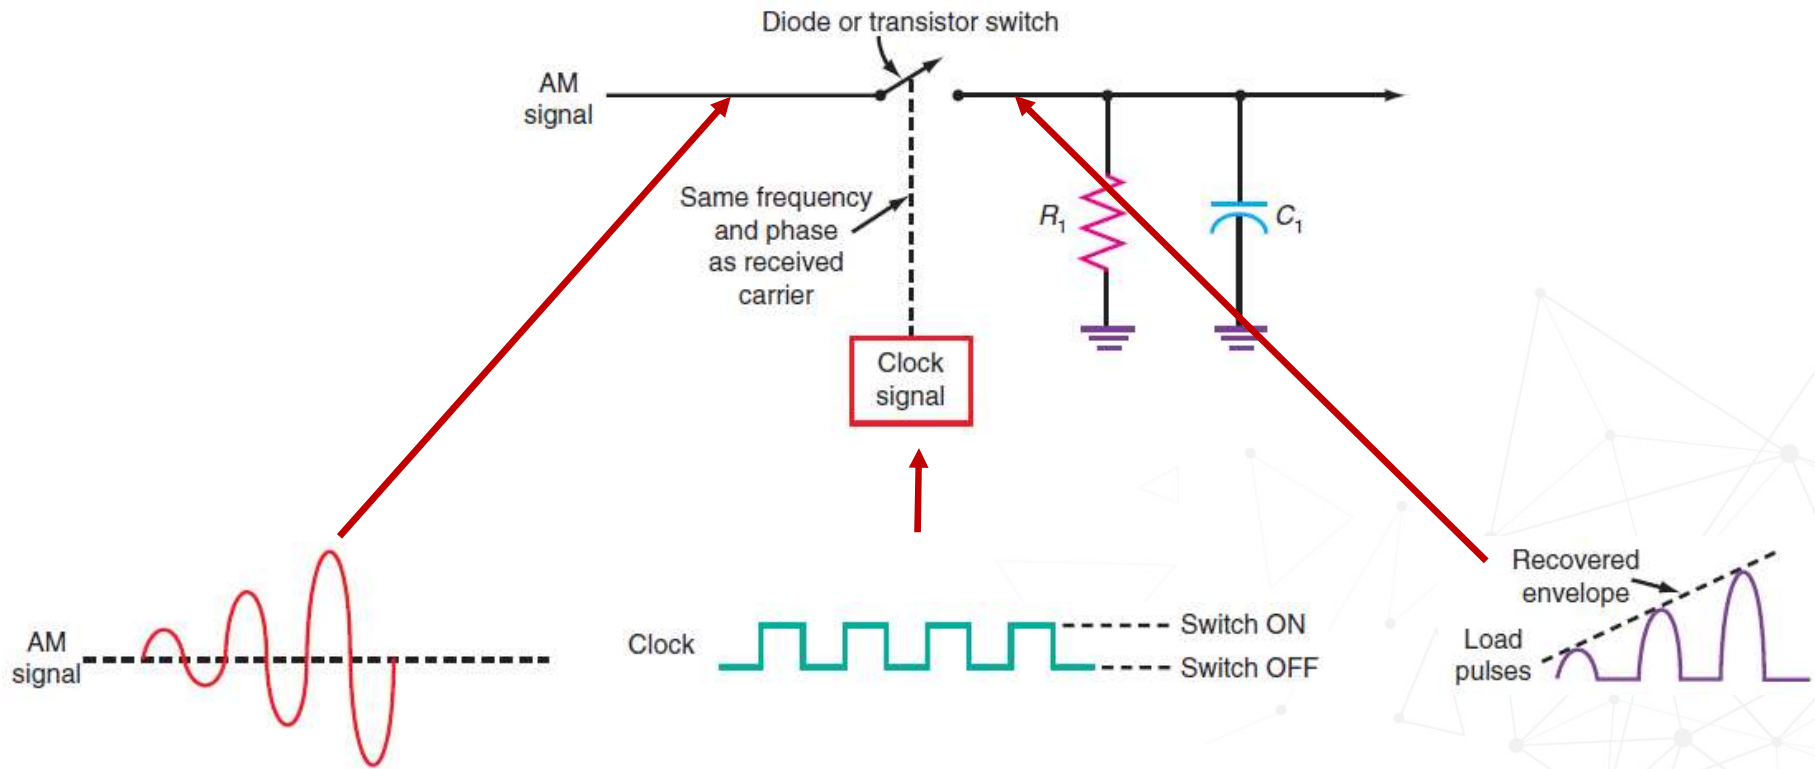 Diode or transistor switch
AM
signal
Same frequency
and phase
as received
carrier
R1
C1
Clock
signal
AM
signal
Clock
Switch ON
Switch OFF
Recovered
envelope
Load
pulses